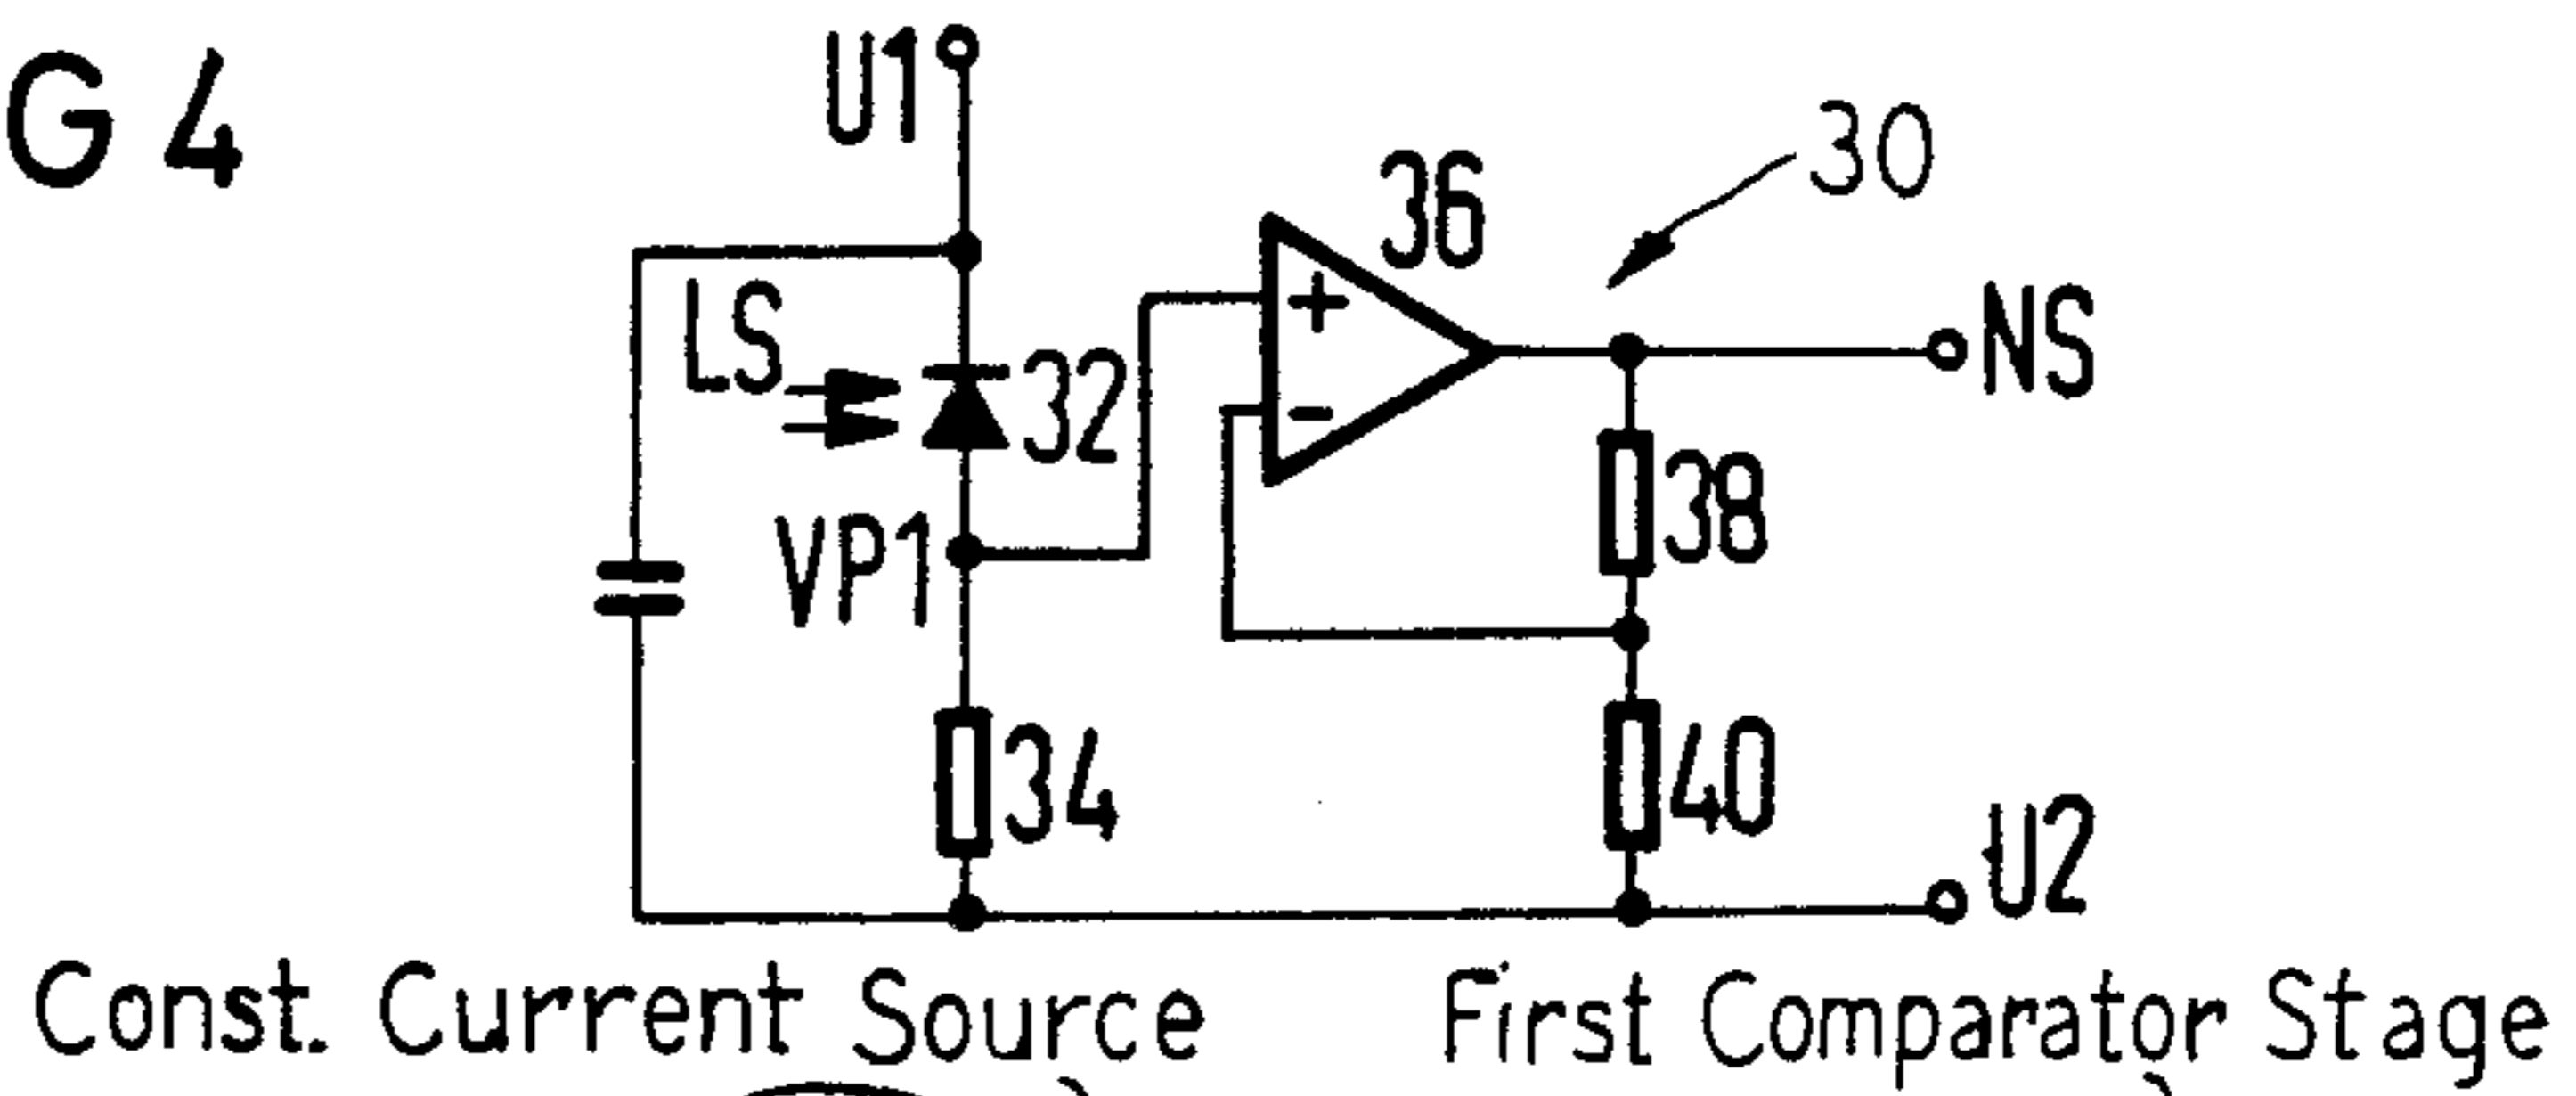 G 4
U1
30
36
+
NS
LS
32
-
38
VP1
34
40
U2
Const. Current Source
First Comparator Stage